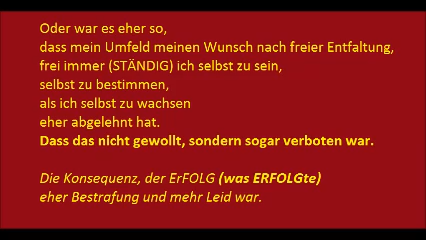 Oder war es eher so,
dass mein Umfeld meinen Wunsch nach freier Entfaltung,
frei immer (STÄNDIG) ich selbst zu sein,
selbst zu bestimmen,
als ich selbst zu wachsen
eher abgelehnt hat.
Dass das nicht gewollt, sondern sogar verboten war.
Die Konsequenz, der ErFOLG (was ERFOLGte)
eher Bestrafung und mehr Leid war.